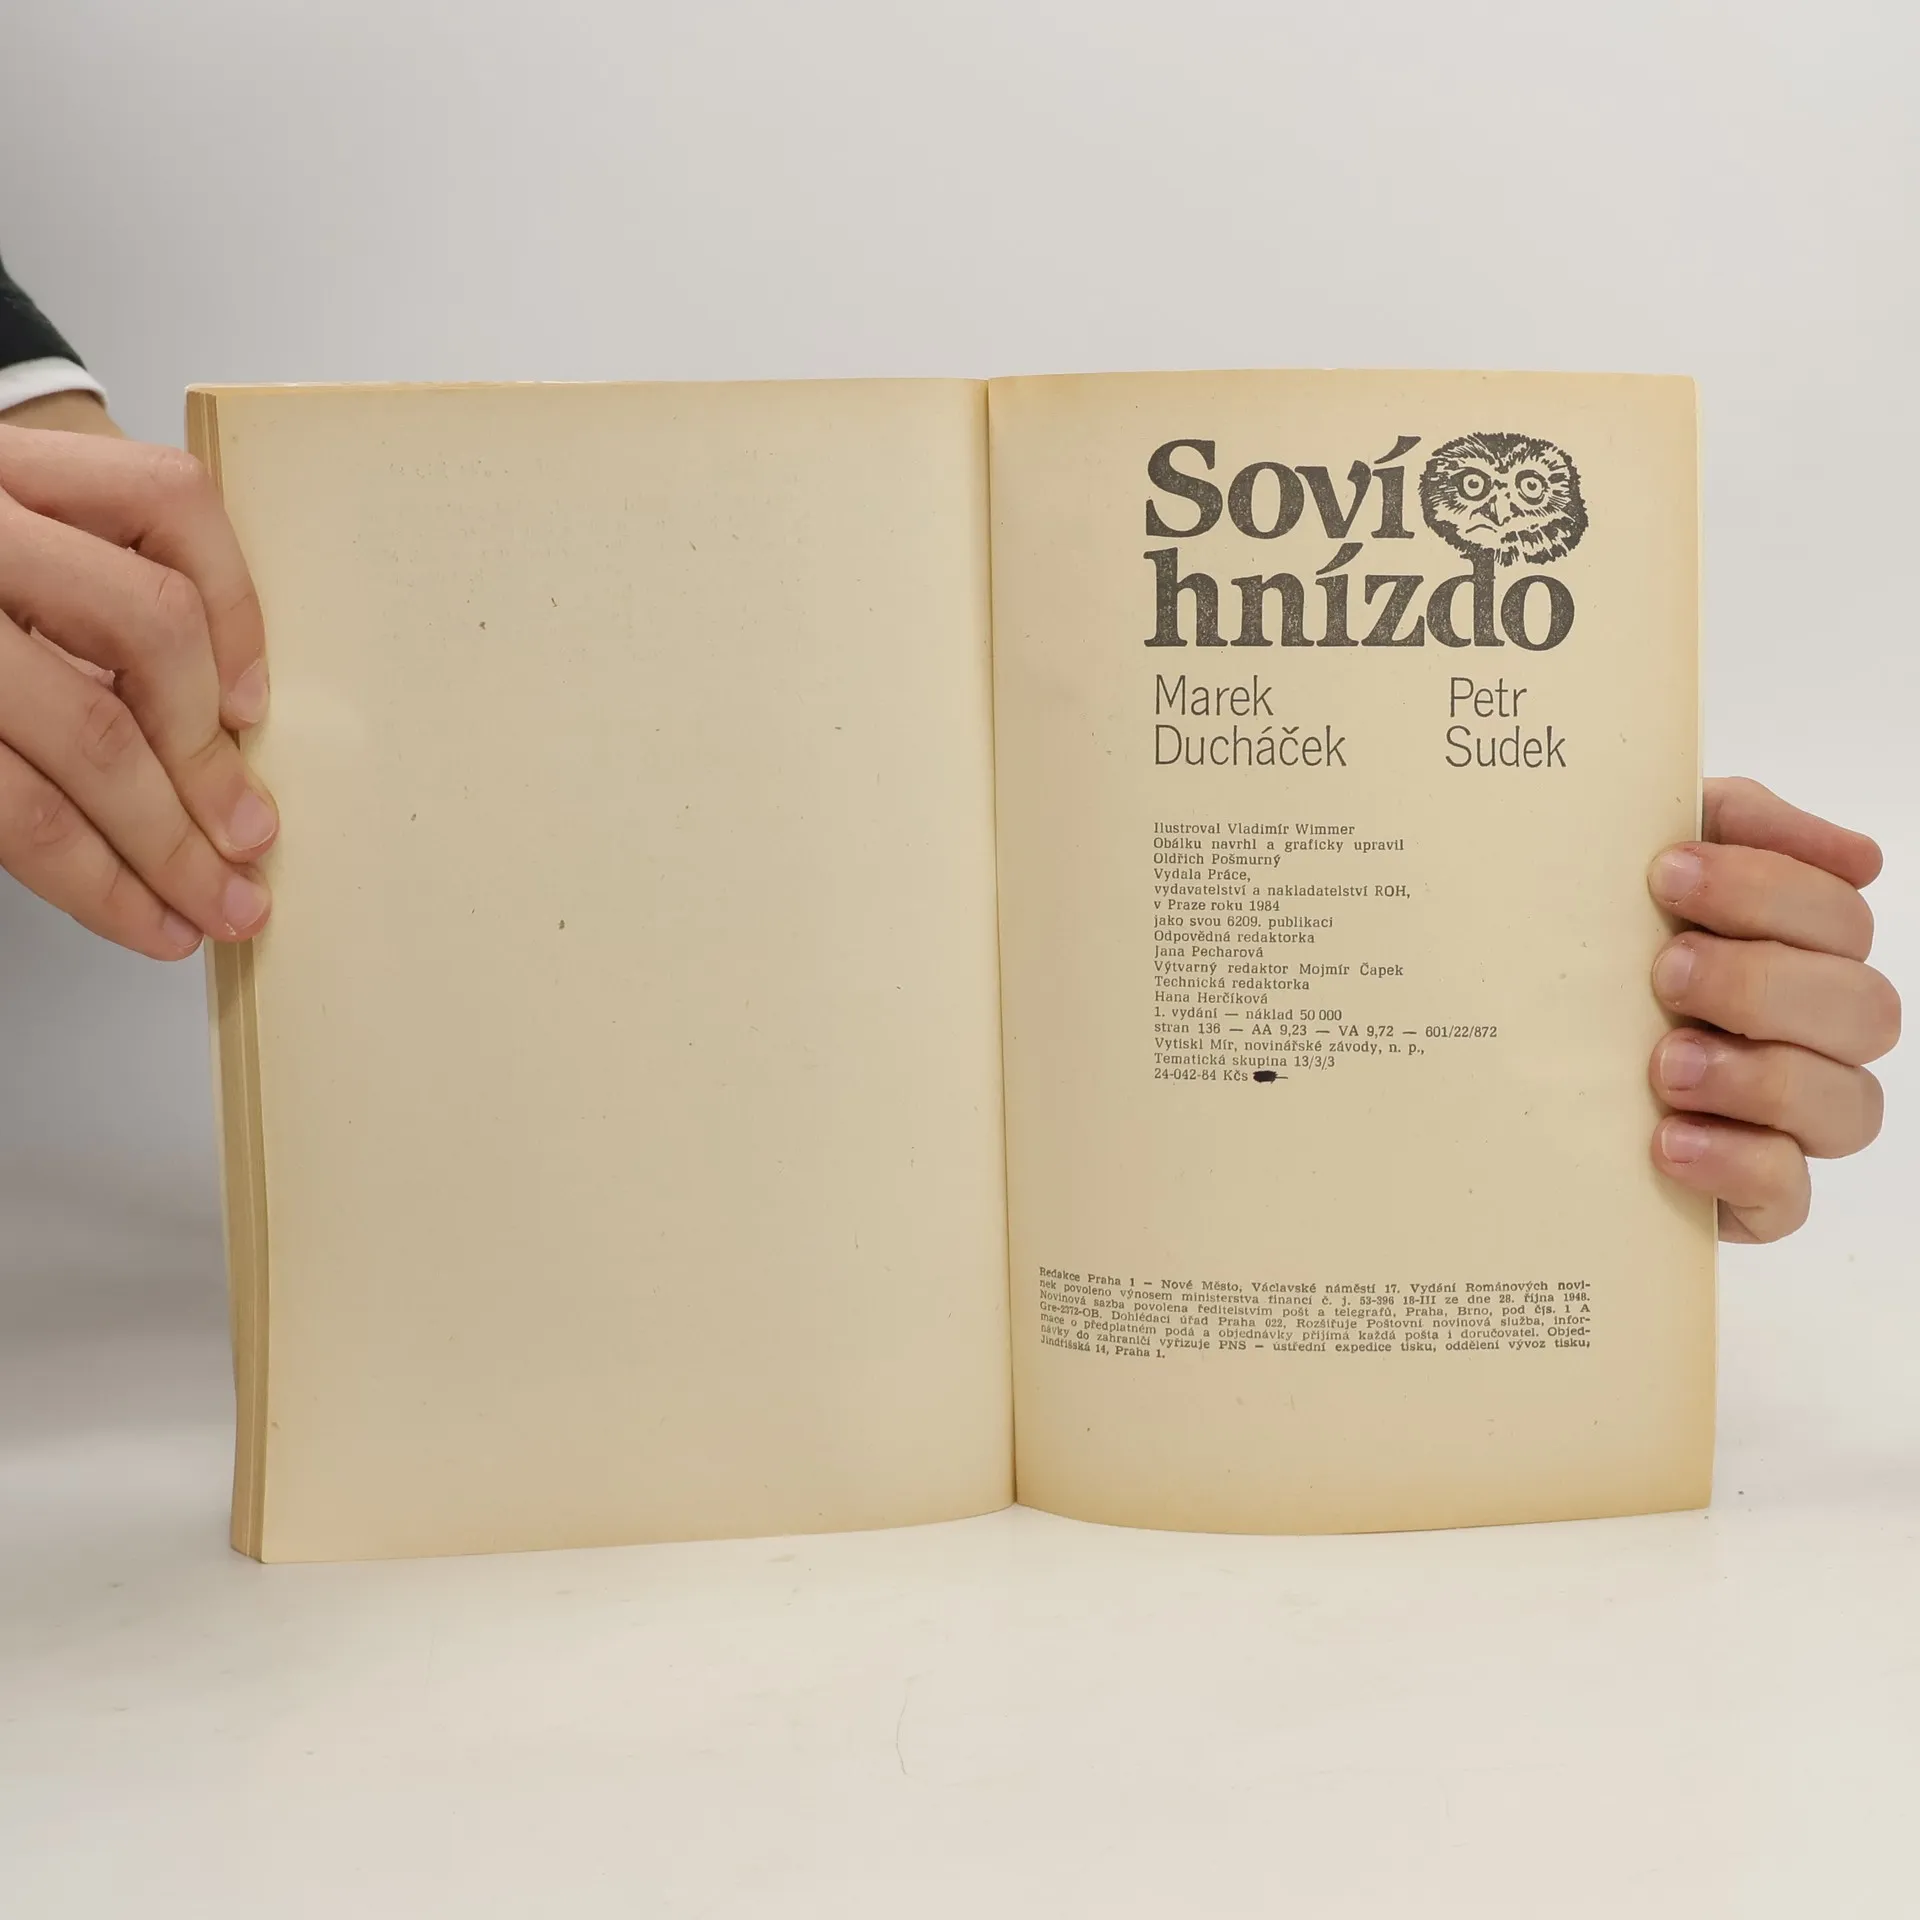 Soví
hnízdo
Marek Petr
Ducháček Sudek
Ilustroval Vladimír Wimmer
Obálku navrhl a graficky upravil
Oldřich Pošmurný
Vydala Práce,
vydavatelství a nakladatelství ROH,
v Praze roku 1984
jako svou 6209. publikaci
Odpovědná redaktorka
Jana Pecharová
Výtvarný redaktor Mojmír Čapek
Technická redaktorka
Hana Herčíková
1. vydání — náklad 50 000
stran 136 — AA 9,23 — VA 9,72 — 601/22/872
Vytiskl Mír, novinářské závody, n. p.,
Tematická skupina 13/3/3
24-042-84 Kčs
Redakce Praha 1 — Nové Město, Václavské náměstí 17. Vydání Románových novi-
nek povoleno výnosem ministerstva financí č. j. 53-396 18-III ze dne 28. října 1948.
Novinová sazba povolena ředitelstvím pošt a telegrafů, Praha, Brno, pod čjs. 1 A
Gre-2372-OB. Dohlédací úřad Praha 022, Rozšiřuje Poštovní novinová služba, infor-
mace o předplatném podá a objednávky přijímá každá pošta i doručovatel. Objed-
návky do zahraničí vyřizuje PNS — ústřední expedice tisku, oddělení vývoz tisku,
Jindřišská 14, Praha 1.